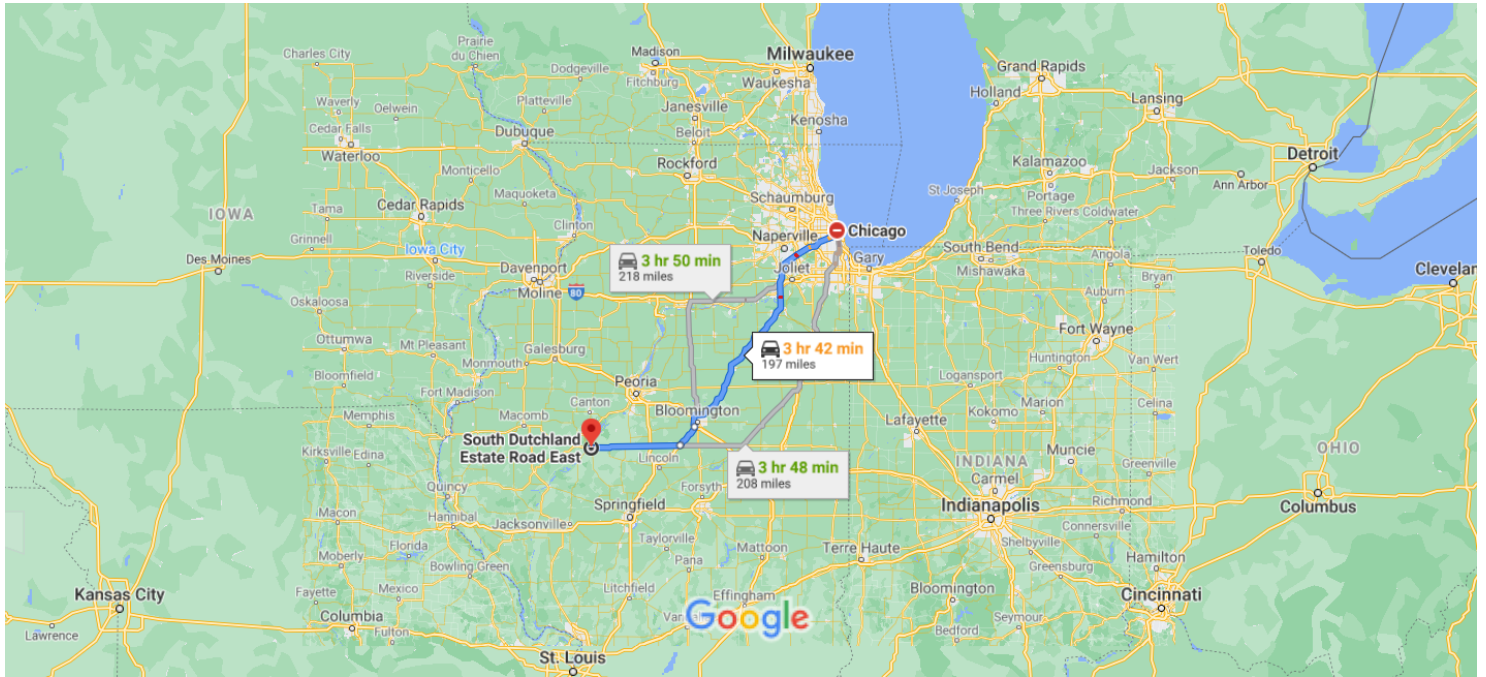 Charles City
Prairie
du Chien
Madison
Milwaukee
Dodgeville
Fitchburg
Waukesha
Grand Rapids
Holland
Lansing
Waverly
Oelwein
Platteville
Janesville
Kenosha
Cedar Falls
Dubuque
Beloit
Waterloo
Rockford
Detroit
Monticello
Kalamazoo
Jackson
Ann Arbor
Maquoketa
Schaumburg
St Joseph
Portage
Tama
Cedar Rapids
Three Rivers
Coldwater
IOWA
Clinton
Chicago
Grinnell
Iowa City
Naperville
South Bend
Angola
Toledo
Des Moines
3 hr 50 min
218 miles
Davenport
Joliet
Gary
Mishawaka
Bryan
Clevelan
Riverside
Moline
80
Auburn
Oskaloosa
Fort Wayne
Ottumwa
Mt Pleasant
Galesburg
3 hr 42 min
197 miles
Huntington
Van Wert
Monmouth
Bloomfield
Logansport
Fort Madison
Peoria
Marion
Canton
Celina
Memphis
Macomb
Bloomington
Lafayette
Kokomo
South Dutchland
Estate Road East
Kirksville
Edina
Lincoln
3 hr 48 min
208 miles
Muncie
OHIO
INDIANA
Greenville
Carmel
Quincy
Forsyth
Springfield
Indianapolis
Richmond
Columbus
Macon
Hannibal
Jacksonville
Connersville
Taylorville
Shelbyville
Moberly
Florida
Mattoon
Terre Haute
Hamilton
Bowling Green
Pana
Greensburg
Fayette
Mexico
Litchfield
Effingham
Bloomington
Kansas City
Cincinnati
Columbia
Google
Seymour
Lawrence
Fulton
Bedford
St. Louis